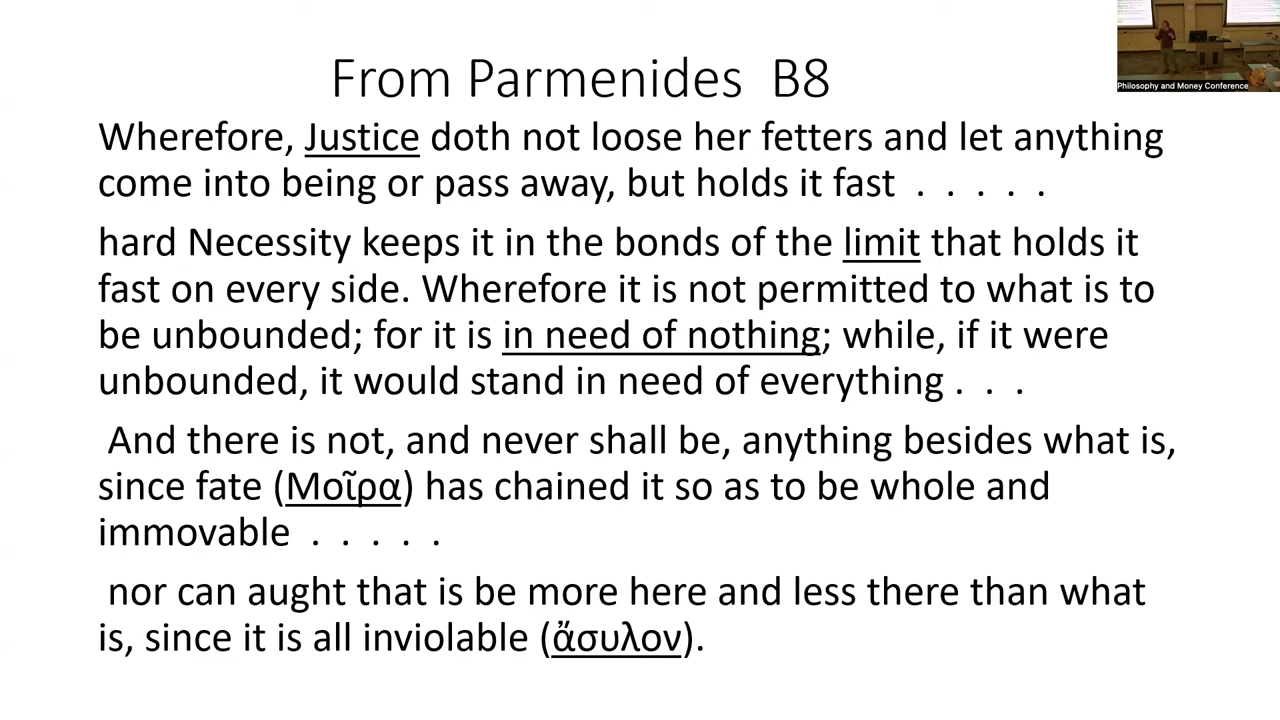 Philosophy and Money Conference
From Parmenides B8
Wherefore, Justice doth not loose her fetters and let anything
come into being or pass away, but holds it fast . . . . .
hard Necessity keeps it in the bonds of the limit that holds it
fast on every side. Wherefore it is not permitted to what is to
be unbounded; for it is in need of nothing; while, if it were
unbounded, it would stand in need of everything . . .
And there is not, and never shall be, anything besides what is,
since fate (Μοῖρα) has chained it so as to be whole and
immovable . . . . .
nor can aught that is be more here and less there than what
is, since it is all inviolable (ἄσυλον).